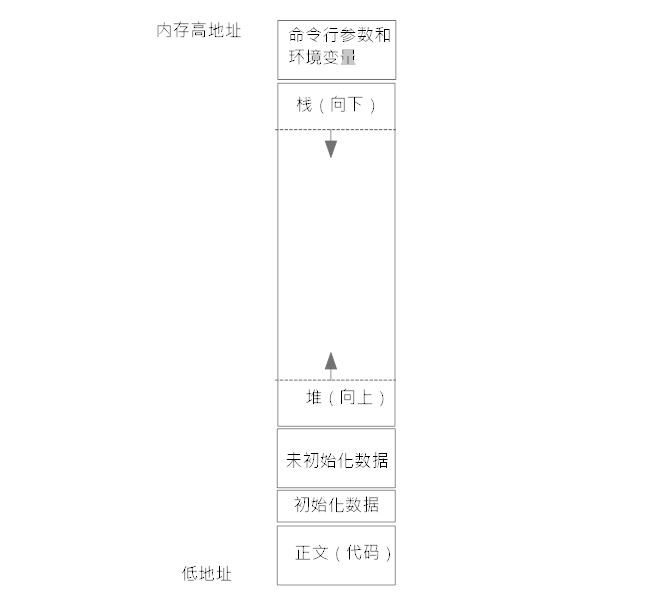 内存高地址
命令行参数和
环境变量
栈（向下）
堆（向上）
未初始化数据
初始化数据
正文（代码）
低地址